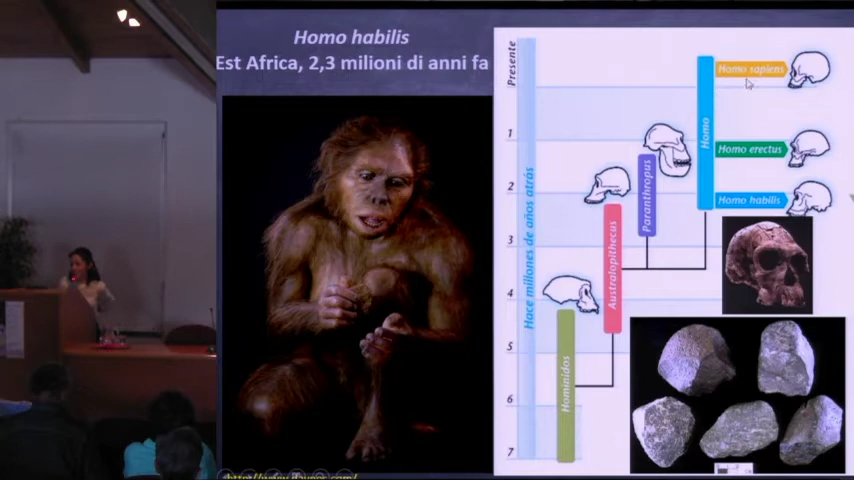 Homo habilis
Est Africa, 2,3 milioni di anni fa
Presente
1
2
3
4
5
6
7
Hace millones de años atrás
Hominidos
Australopithecus
Paranthropus
Homo
Homo sapiens
Homo erectus
Homo habilis